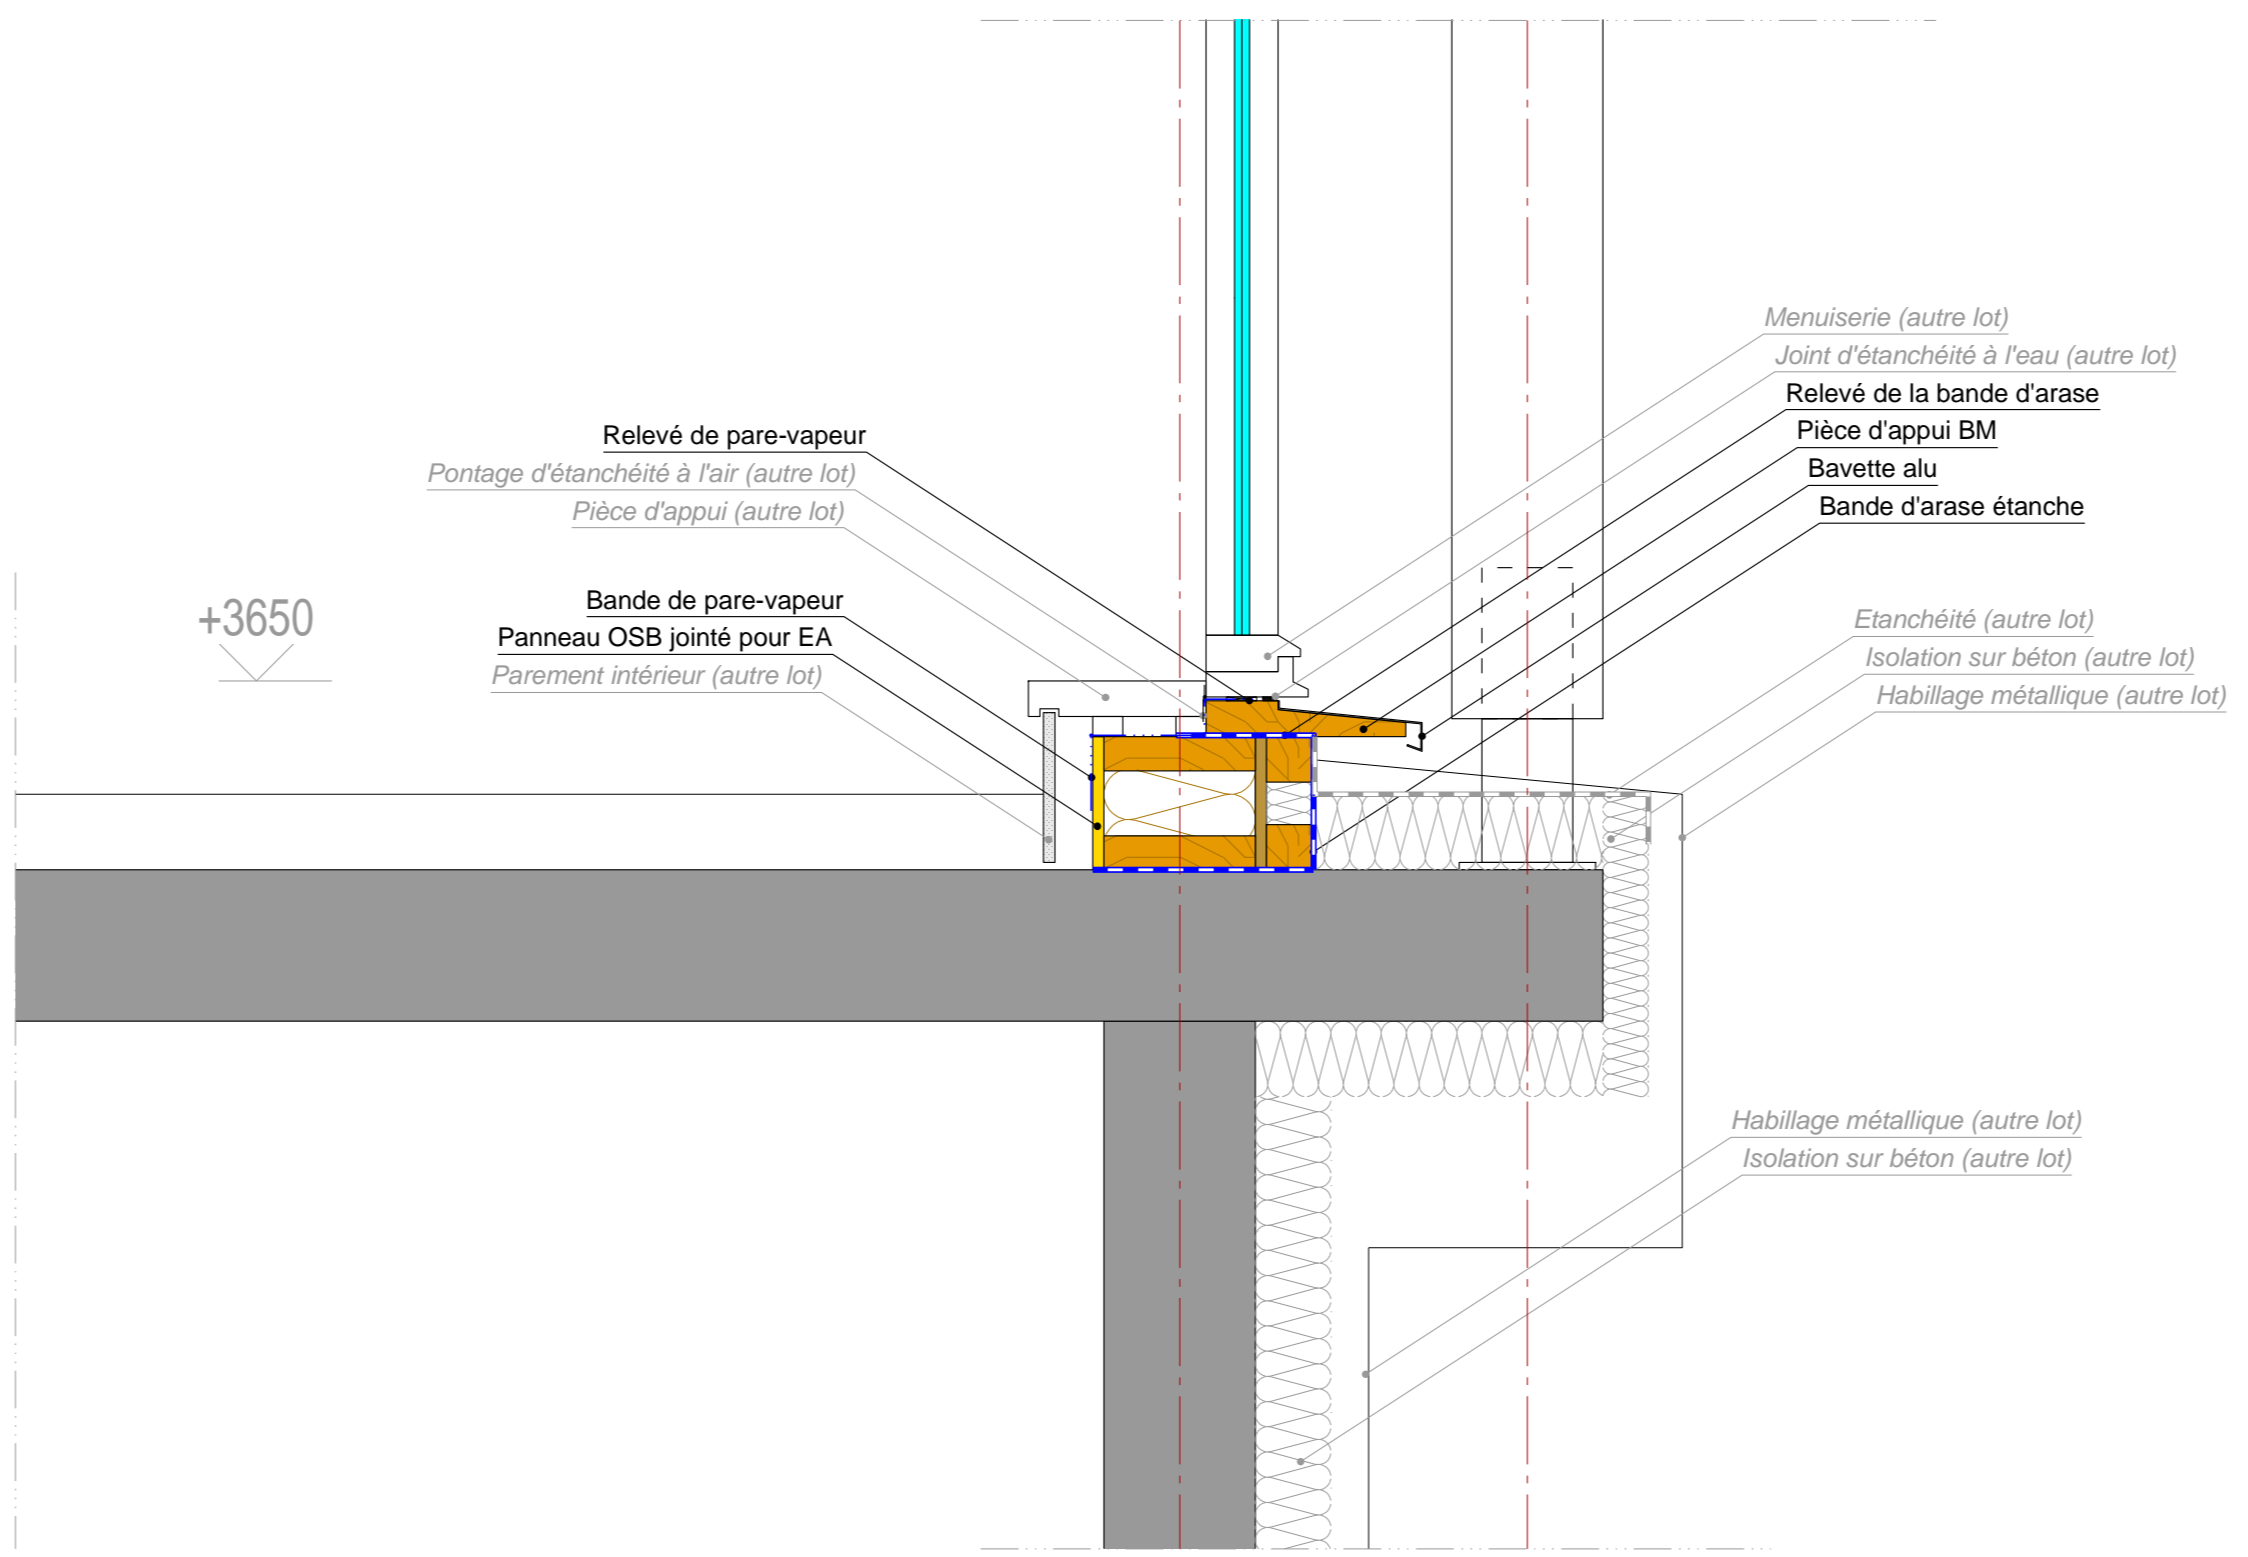 Menuiserie (autre lot)
Joint d'étanchéité à l'eau (autre lot)
Relevé de la bande d'arase
Pièce d'appui BM
Bavette alu
Bande d'arase étanche
Relevé de pare-vapeur
Pontage d'étanchéité à l'air (autre lot)
Pièce d'appui (autre lot)
Bande de pare-vapeur
Panneau OSB jointé pour EA
Parement intérieur (autre lot)
+3650
Etanchéité (autre lot)
Isolation sur béton (autre lot)
Habillage métallique (autre lot)
Habillage métallique (autre lot)
Isolation sur béton (autre lot)